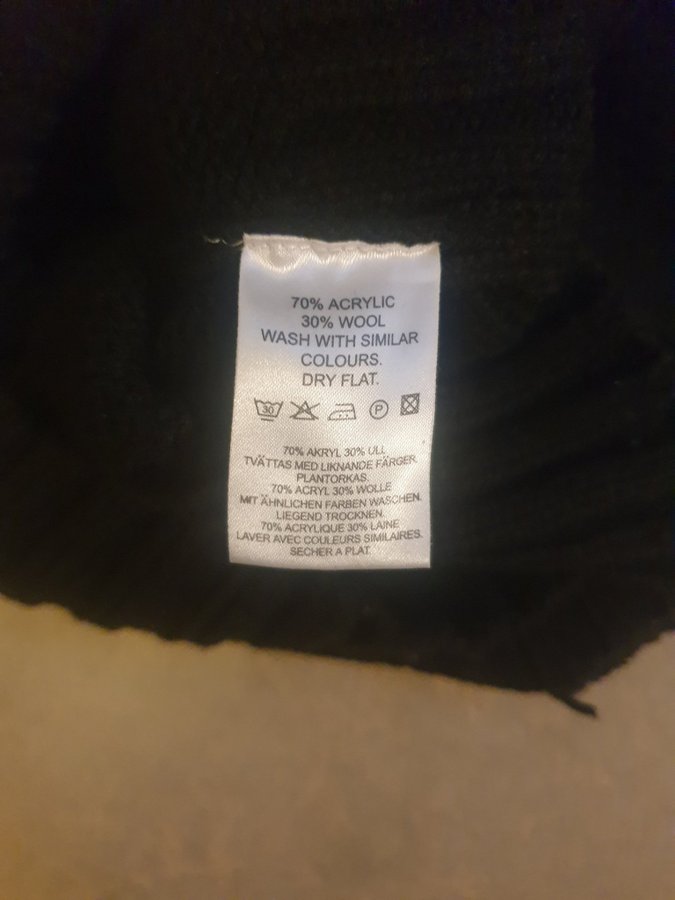 70% ACRYLIC
30% WOOL
WASH WITH SIMILAR
COLOURS.
DRY FLAT.
30 P
70% AKRYL 30% ULL
TVÄTTAS MED LIKNANDE FÄRGER.
PLANTORKAS.
70% ACRYL 30% WOLLE
MIT ÄHNLICHEN FARBEN WASCHEN.
LIEGEND TROCKNEN.
70% ACRYLIQUE 30% LAINE
LAVER AVEC COULEURS SIMILAIRES.
SECHER A PLAT.